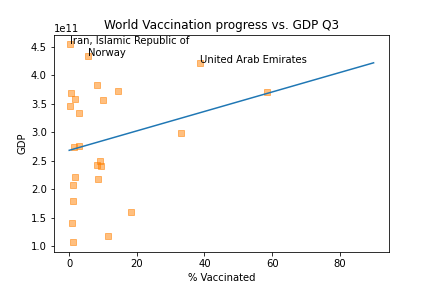 World Vaccination progress vs. GDP Q3
1e11
Iran, Islamic Republic of
Norway
United Arab Emirates
4.5
4.0
3.5
3.0
2.5
2.0
1.5
1.0
GDP
0 20 40 60 80
% Vaccinated